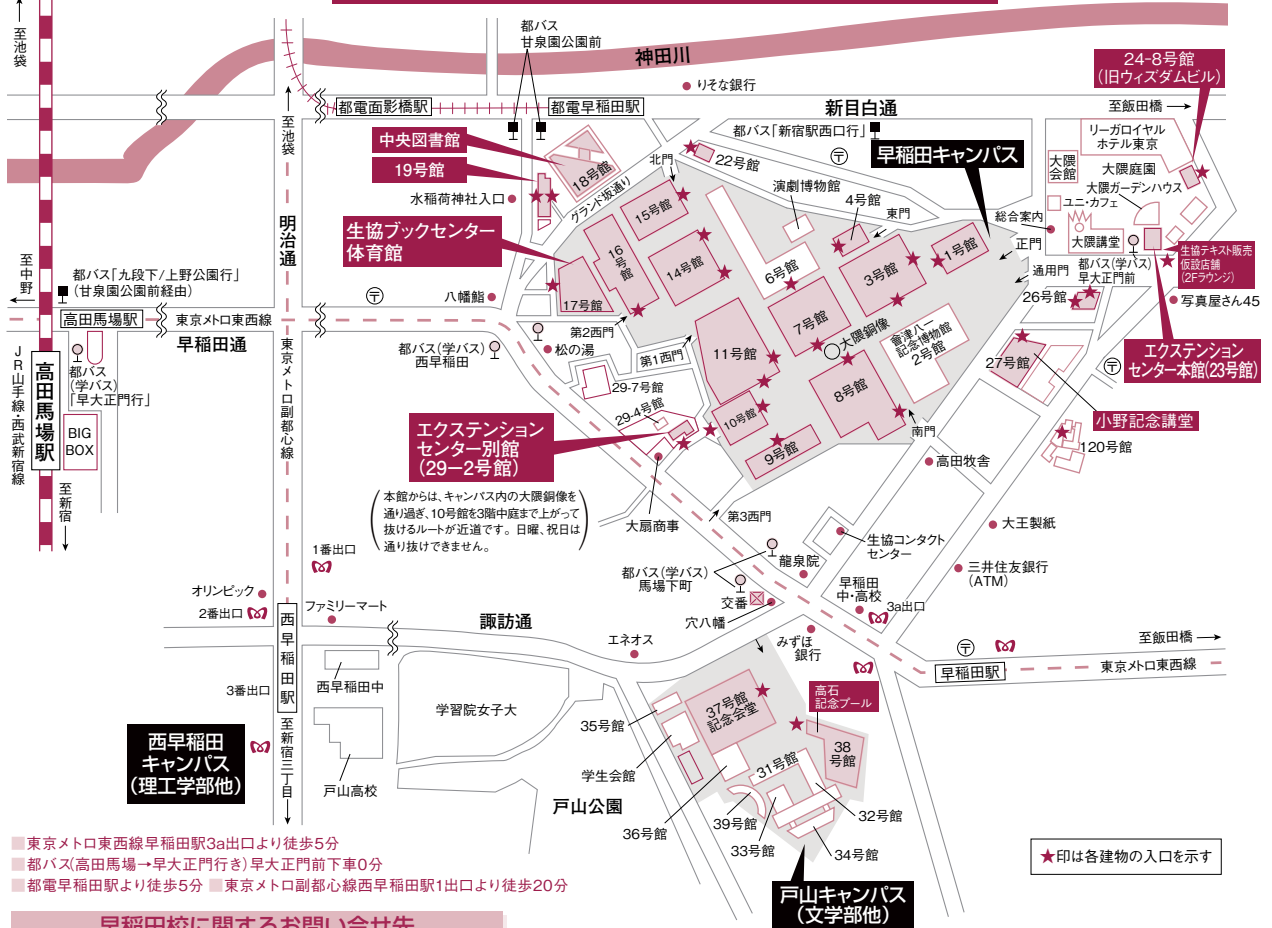 至池袋
都バス
甘泉園公園前
神田川
24-8号館
(旧ウィズダムビル)
りそな銀行
都電面影橋駅
都電早稲田駅
新目白通
至飯田橋
至池袋
中央図書館
18号館
19号館
グランド坂通り
水稲荷神社入口
北門
22号館
都バス「新宿駅西口行」
早稲田キャンパス
リーガロイヤル
ホテル東京
大隈会館
大隈庭園
大隈ガーデンハウス
ユニ・カフェ
総合案内
大隈講堂
演劇博物館
4号館
東門
正門
通用門
1号館
3号館
6号館
15号館
16号館
14号館
生協ブックセンター
体育館
17号館
明治通
生協テキスト販売
仮設店舗
(2Fラウンジ)
都バス(学バス)
早大正門前
26号館
写真屋さん45
至中野
都バス「九段下/上野公園行」
(甘泉園公園前経由)
八幡鮨
高田馬場駅
東京メトロ東西線
早稲田通
第2西門
松の湯
都バス(学バス)
西早稲田
第1西門
11号館
7号館
大隈銅像
會津八一
記念博物館
2号館
27号館
エクステンション
センター本館(23号館)
JR山手線・西武新宿線
高田馬場駅
都バス
(学バス)
「早大正門行」
BIG
BOX
至新宿
東京メトロ副都心線
29-7号館
29-4号館
10号館
8号館
9号館
南門
小野記念講堂
120号館
エクステンション
センター別館
(29−2号館)
本館からは、キャンパス内の大隈銅像を
通り過ぎ、10号館を3階中庭まで上がって
抜けるルートが近道です。日曜、祝日は
通り抜けできません。
大扇商事
第3西門
高田牧舎
大王製紙
生協コンタクト
センター
三井住友銀行
(ATM)
1番出口
オリンピック
2番出口
ファミリーマート
西早稲田駅
3番出口
諏訪通
エネオス
都バス(学バス)
馬場下町
交番
穴八幡
龍泉院
早稲田
中・高校
3a出口
みずほ
銀行
早稲田駅
至飯田橋
東京メトロ東西線
西早稲田中
学習院女子大
戸山高校
至新宿三丁目
西早稲田
キャンパス
(理工学部他)
35号館
37号館
記念会堂
高石
記念プール
38
号館
学生会館
31号館
戸山公園
36号館
39号館
33号館
32号館
34号館
戸山キャンパス
(文学部他)
★印は各建物の入口を示す
■東京メトロ東西線早稲田駅3a出口より徒歩5分
■都バス(高田馬場→早大正門行き)早大正門前下車0分
■都電早稲田駅より徒歩5分 ■東京メトロ副都心線西早稲田駅1出口より徒歩20分
早稲田校に関するお問い合せ先